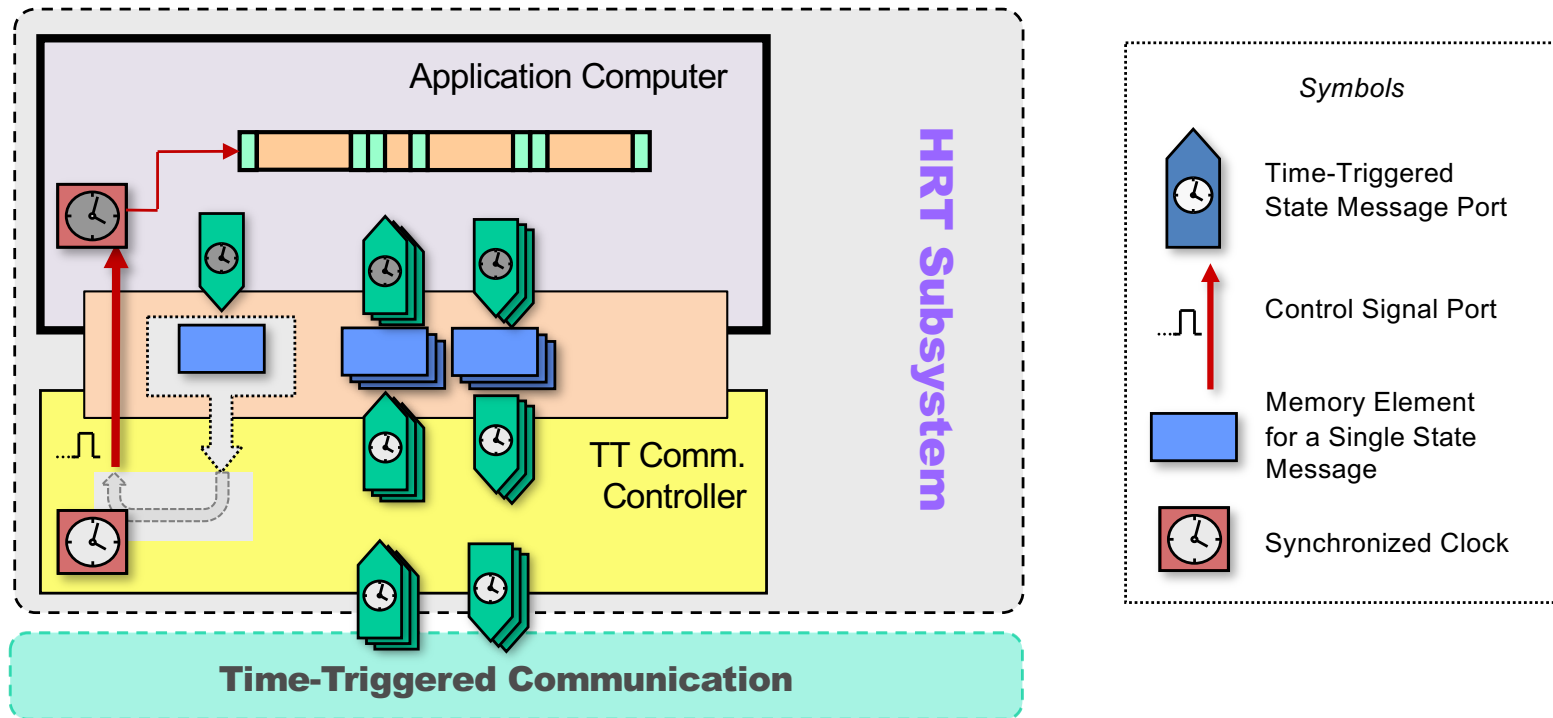 Application Computer
HRT Subsystem
TT Comm.
Controller
Time-Triggered Communication
Symbols
Time-Triggered
State Message Port
Control Signal Port
Memory Element
for a Single State
Message
Synchronized Clock